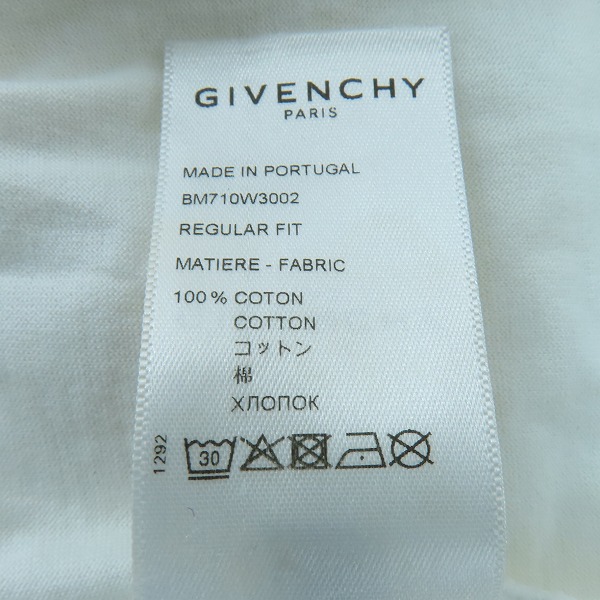 GIVENCHY
PARIS
MADE IN PORTUGAL
BM710W3002
REGULAR FIT
MATIERE - FABRIC
100 % COTON
COTTON
コットン
棉
ХЛОПОК
1292
30